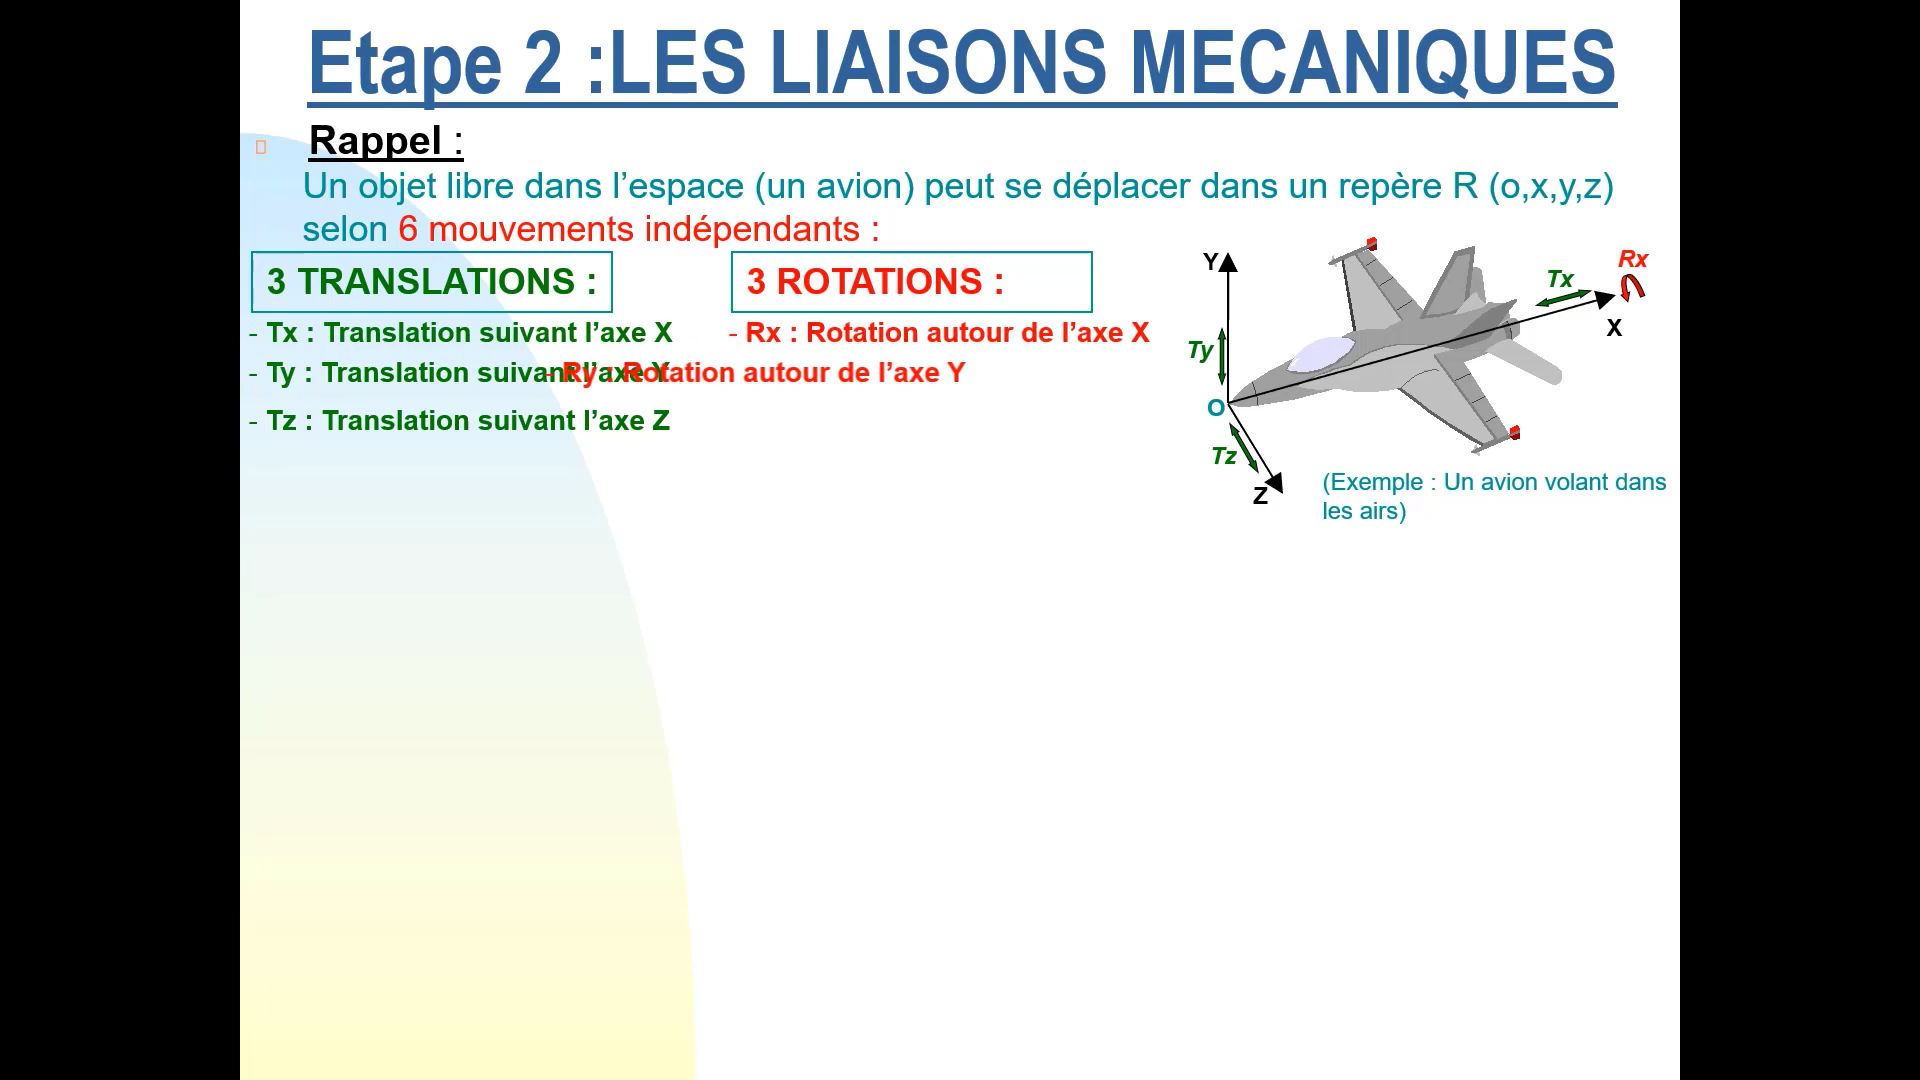 Etape 2 :LES LIAISONS MECANIQUES
Rappel :
Un objet libre dans l’espace (un avion) peut se déplacer dans un repère R (o,x,y,z)
selon 6 mouvements indépendants :
3 TRANSLATIONS :
3 ROTATIONS :
- Tx : Translation suivant l’axe X
- Rx : Rotation autour de l’axe X
- Ty : Translation suivant l’axe Y
- Ry : Rotation autour de l’axe Y
- Tz : Translation suivant l’axe Z
Y
Tx
Rx
X
Ty
O
Tz
Z
(Exemple : Un avion volant dans
les airs)